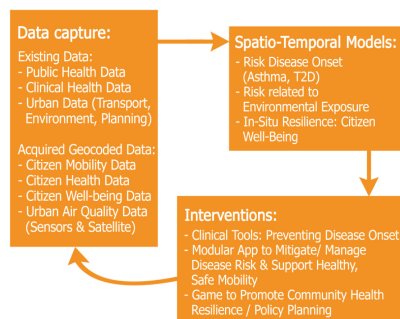 Data capture:
Existing Data:
- Public Health Data
- Clinical Health Data
- Urban Data (Transport,
Environment, Planning)
Acquired Geocoded Data:
- Citizen Mobility Data
- Citizen Health Data
- Citizen Well-being Data
- Urban Air Quality Data
(Sensors & Satellite)
Spatio-Temporal Models:
- Risk Disease Onset
(Asthma, T2D)
- Risk related to
Environmental Exposure
- In-Situ Resilience: Citizen
Well-Being
Interventions:
- Clinical Tools: Preventing Disease Onset
- Modular App to Mitigate/ Manage
Disease Risk & Support Healthy,
Safe Mobility
- Game to Promote Community Health
Resilience / Policy Planning